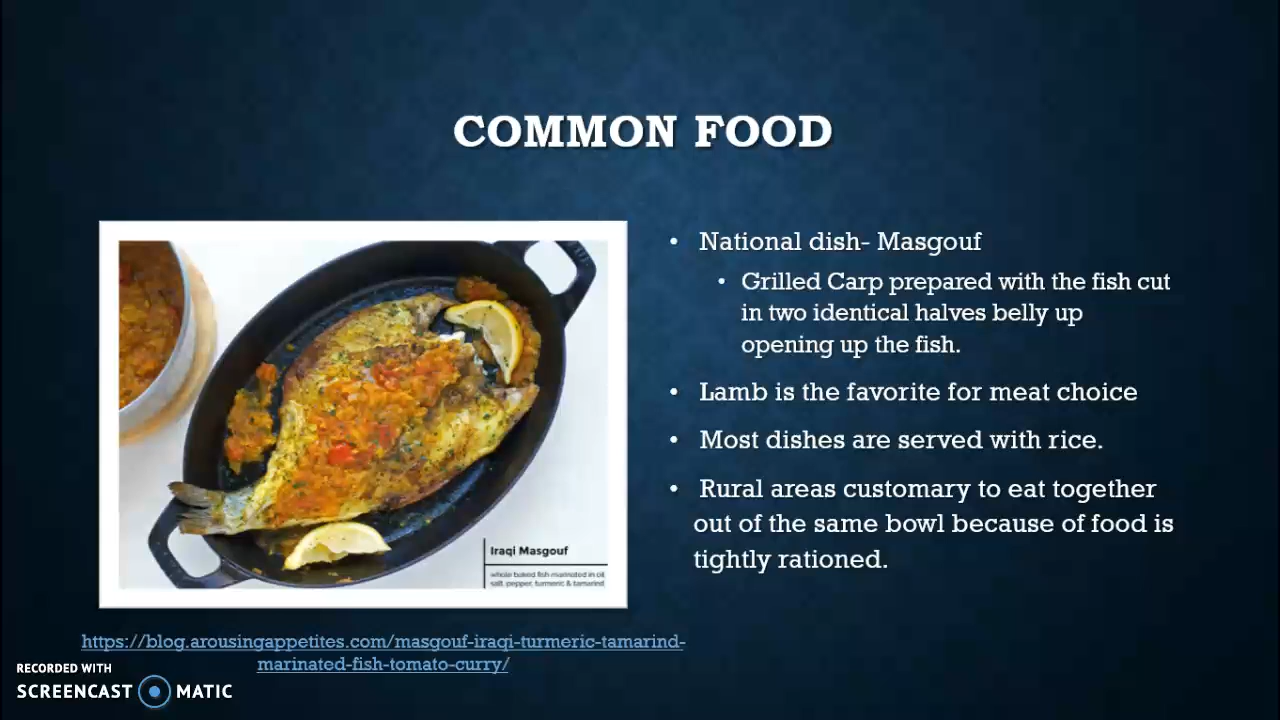 COMMON FOOD
• National dish- Masgouf
• Grilled Carp prepared with the fish cut
in two identical halves belly up
opening up the fish.
• Lamb is the favorite for meat choice
• Most dishes are served with rice.
• Rural areas customary to eat together
out of the same bowl because of food is
tightly rationed.
Iraqi Masgouf
whole baked fish marinated in oil,
salt, pepper, turmeric & tamarind
https://blog.arousingappetites.com/masgouf-iraqi-turmeric-tamarind-
marinated-fish-tomato-curry/
RECORDED WITH
SCREENCAST MATIC